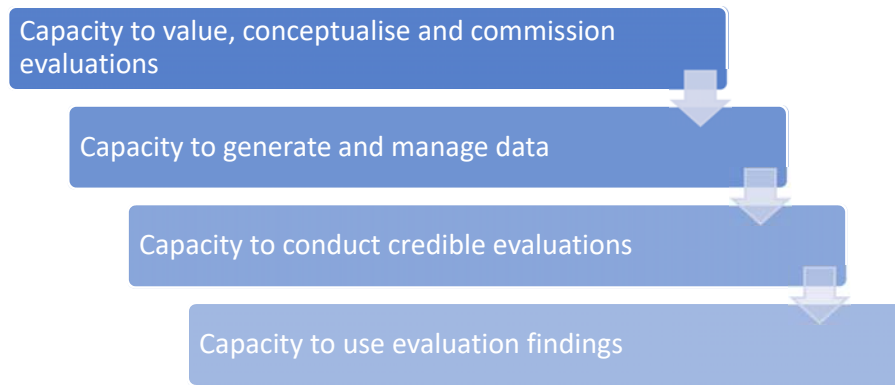 Capacity to value, conceptualise and commission
evaluations
Capacity to generate and manage data
Capacity to conduct credible evaluations
Capacity to use evaluation findings